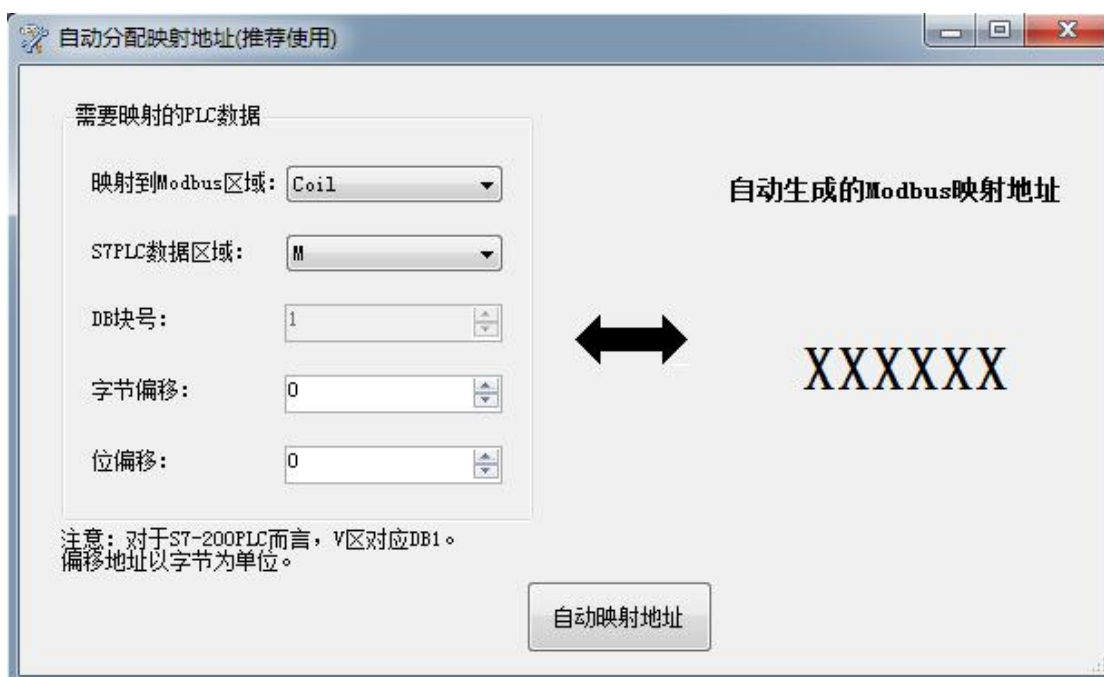 自动分配映射地址(推荐使用)
需要映射的PLC数据
映射到Modbus区域：
Coil
S7PLC数据区域：
M
DB块号：
1
字节偏移：
0
位偏移：
0
自动生成的Modbus映射地址
XXXXXX
注意：对于S7-200PLC而言，V区对应DB1。
偏移地址以字节为单位。
自动映射地址